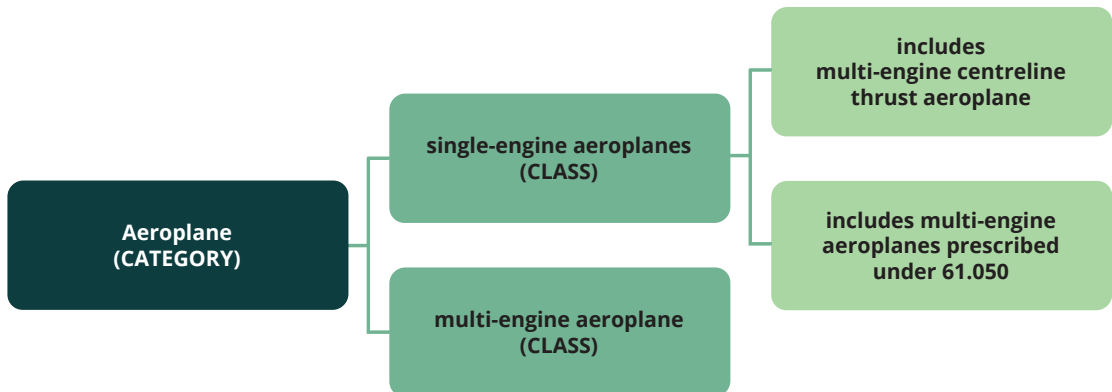 Aeroplane
(CATEGORY)
single-engine aeroplanes
(CLASS)
multi-engine aeroplane
(CLASS)
includes
multi-engine centreline
thrust aeroplane
includes multi-engine
aeroplanes prescribed
under 61.050